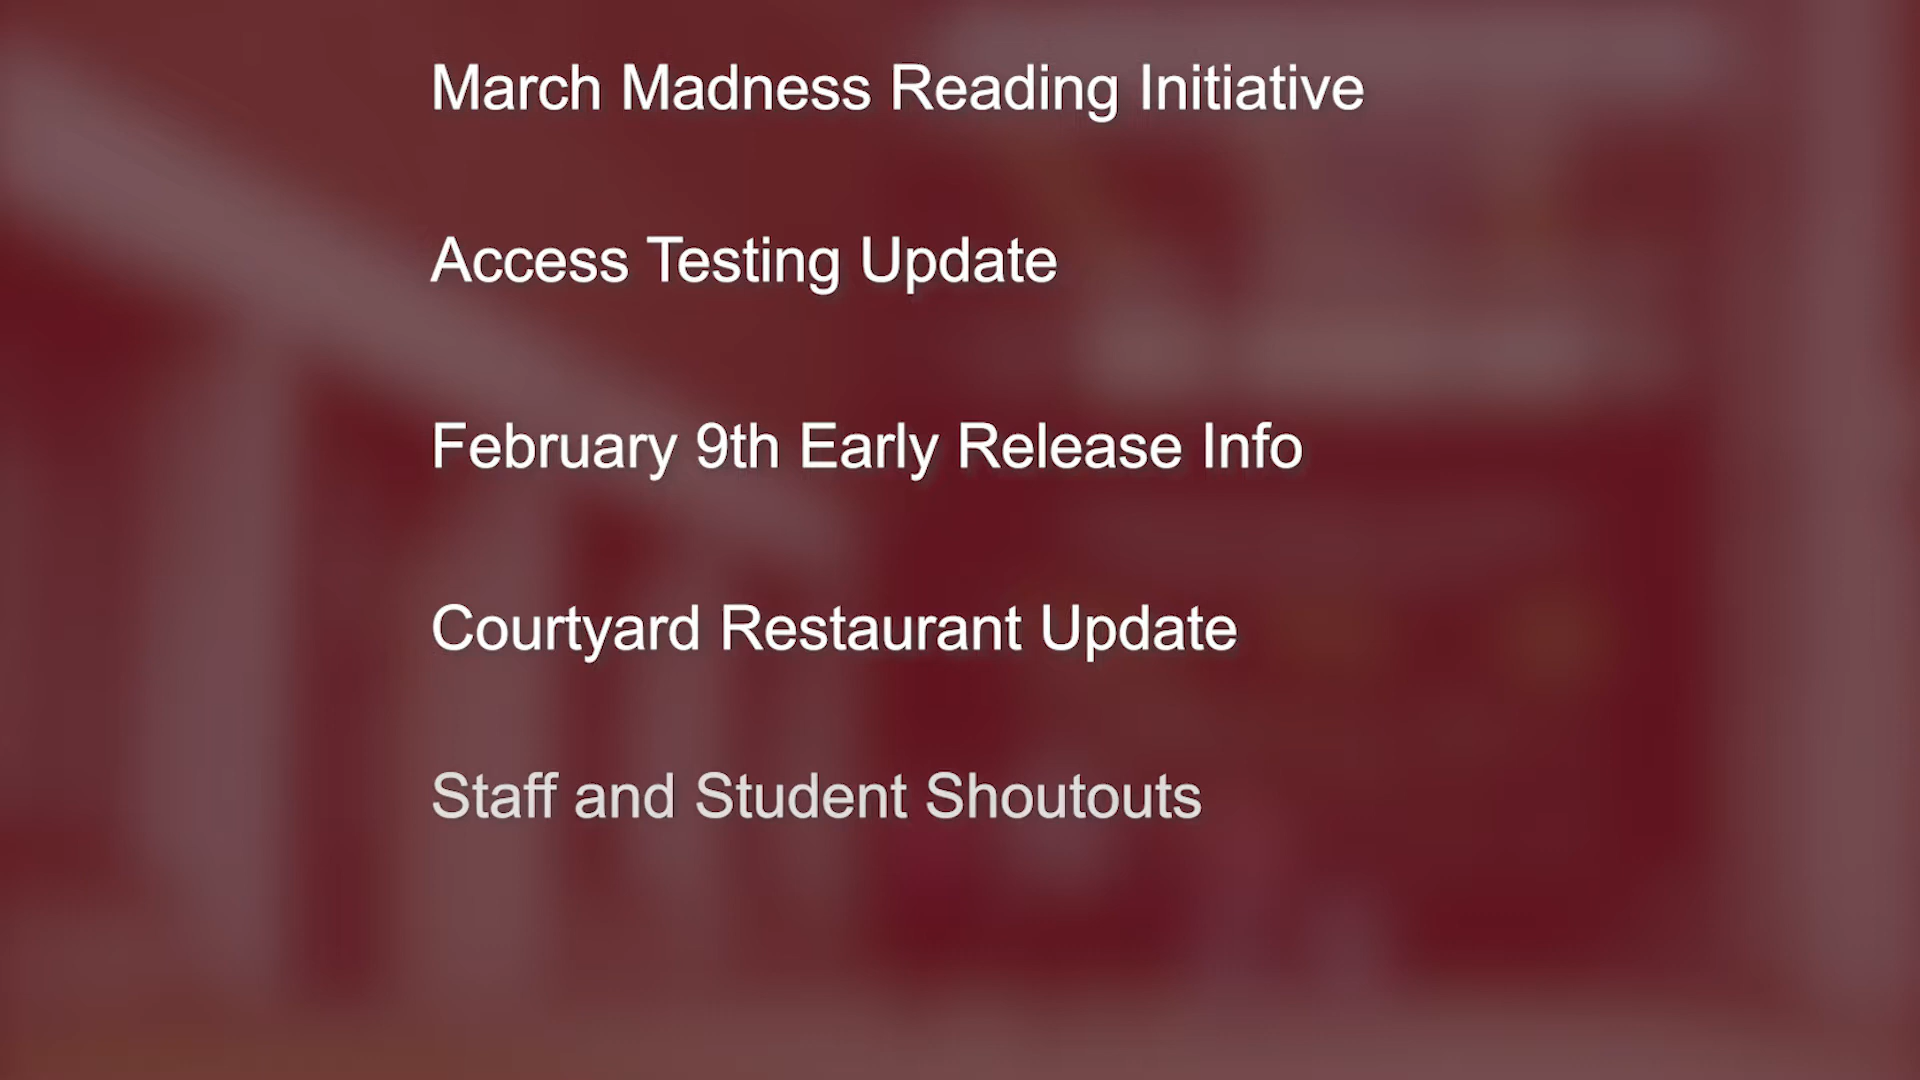 March Madness Reading Initiative
Access Testing Update
February 9th Early Release Info
Courtyard Restaurant Update
Staff and Student Shoutouts